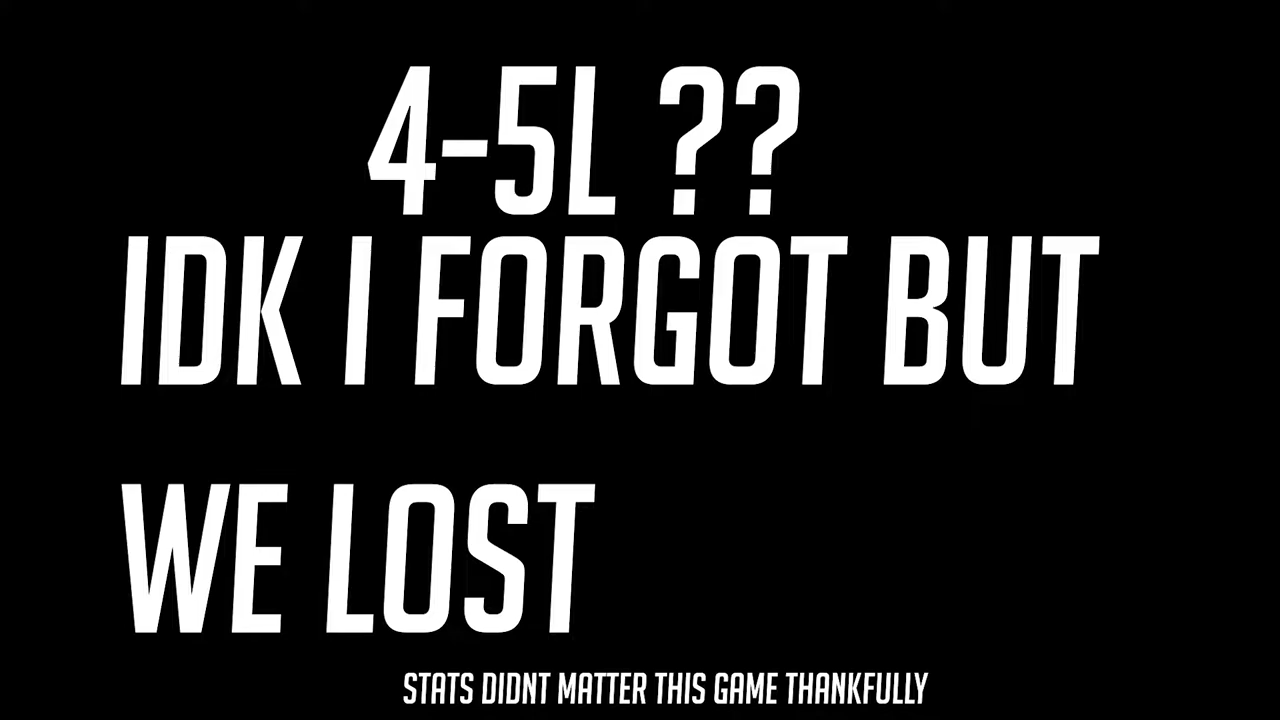 4-5L ??
IDK I FORGOT BUT
WE LOST
STATS DIDNT MATTER THIS GAME THANKFULLY